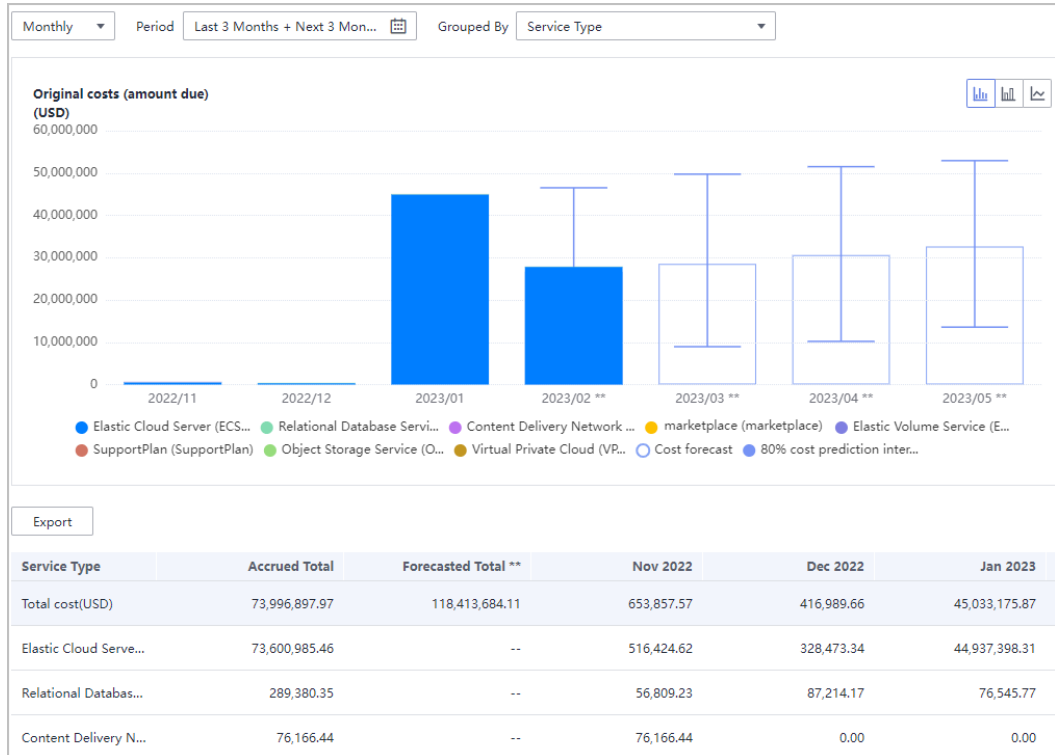 Monthly Period Last 3 Months + Next 3 Mon... Grouped By Service Type
Original costs (amount due)
(USD)
60,000,000
50,000,000
40,000,000
30,000,000
20,000,000
10,000,000
0
2022/11 2022/12 2023/01 2023/02 ** 2023/03 ** 2023/04 ** 2023/05 **
Elastic Cloud Server (ECS... Relational Database Servi... Content Delivery Network ... marketplace (marketplace) Elastic Volume Service (E...
SupportPlan (SupportPlan) Object Storage Service (O... Virtual Private Cloud (VP... Cost forecast 80% cost prediction inter...
Export
Service Type Accrued Total Forecasted Total ** Nov 2022 Dec 2022 Jan 2023
Total cost(USD) 73,996,897.97 118,413,684.11 653,857.57 416,989.66 45,033,175.87
Elastic Cloud Serve... 73,600,985.46 -- 516,424.62 328,473.34 44,937,398.31
Relational Databas... 289,380.35 -- 56,809.23 87,214.17 76,545.77
Content Delivery N... 76,166.44 -- 76,166.44 0.00 0.00